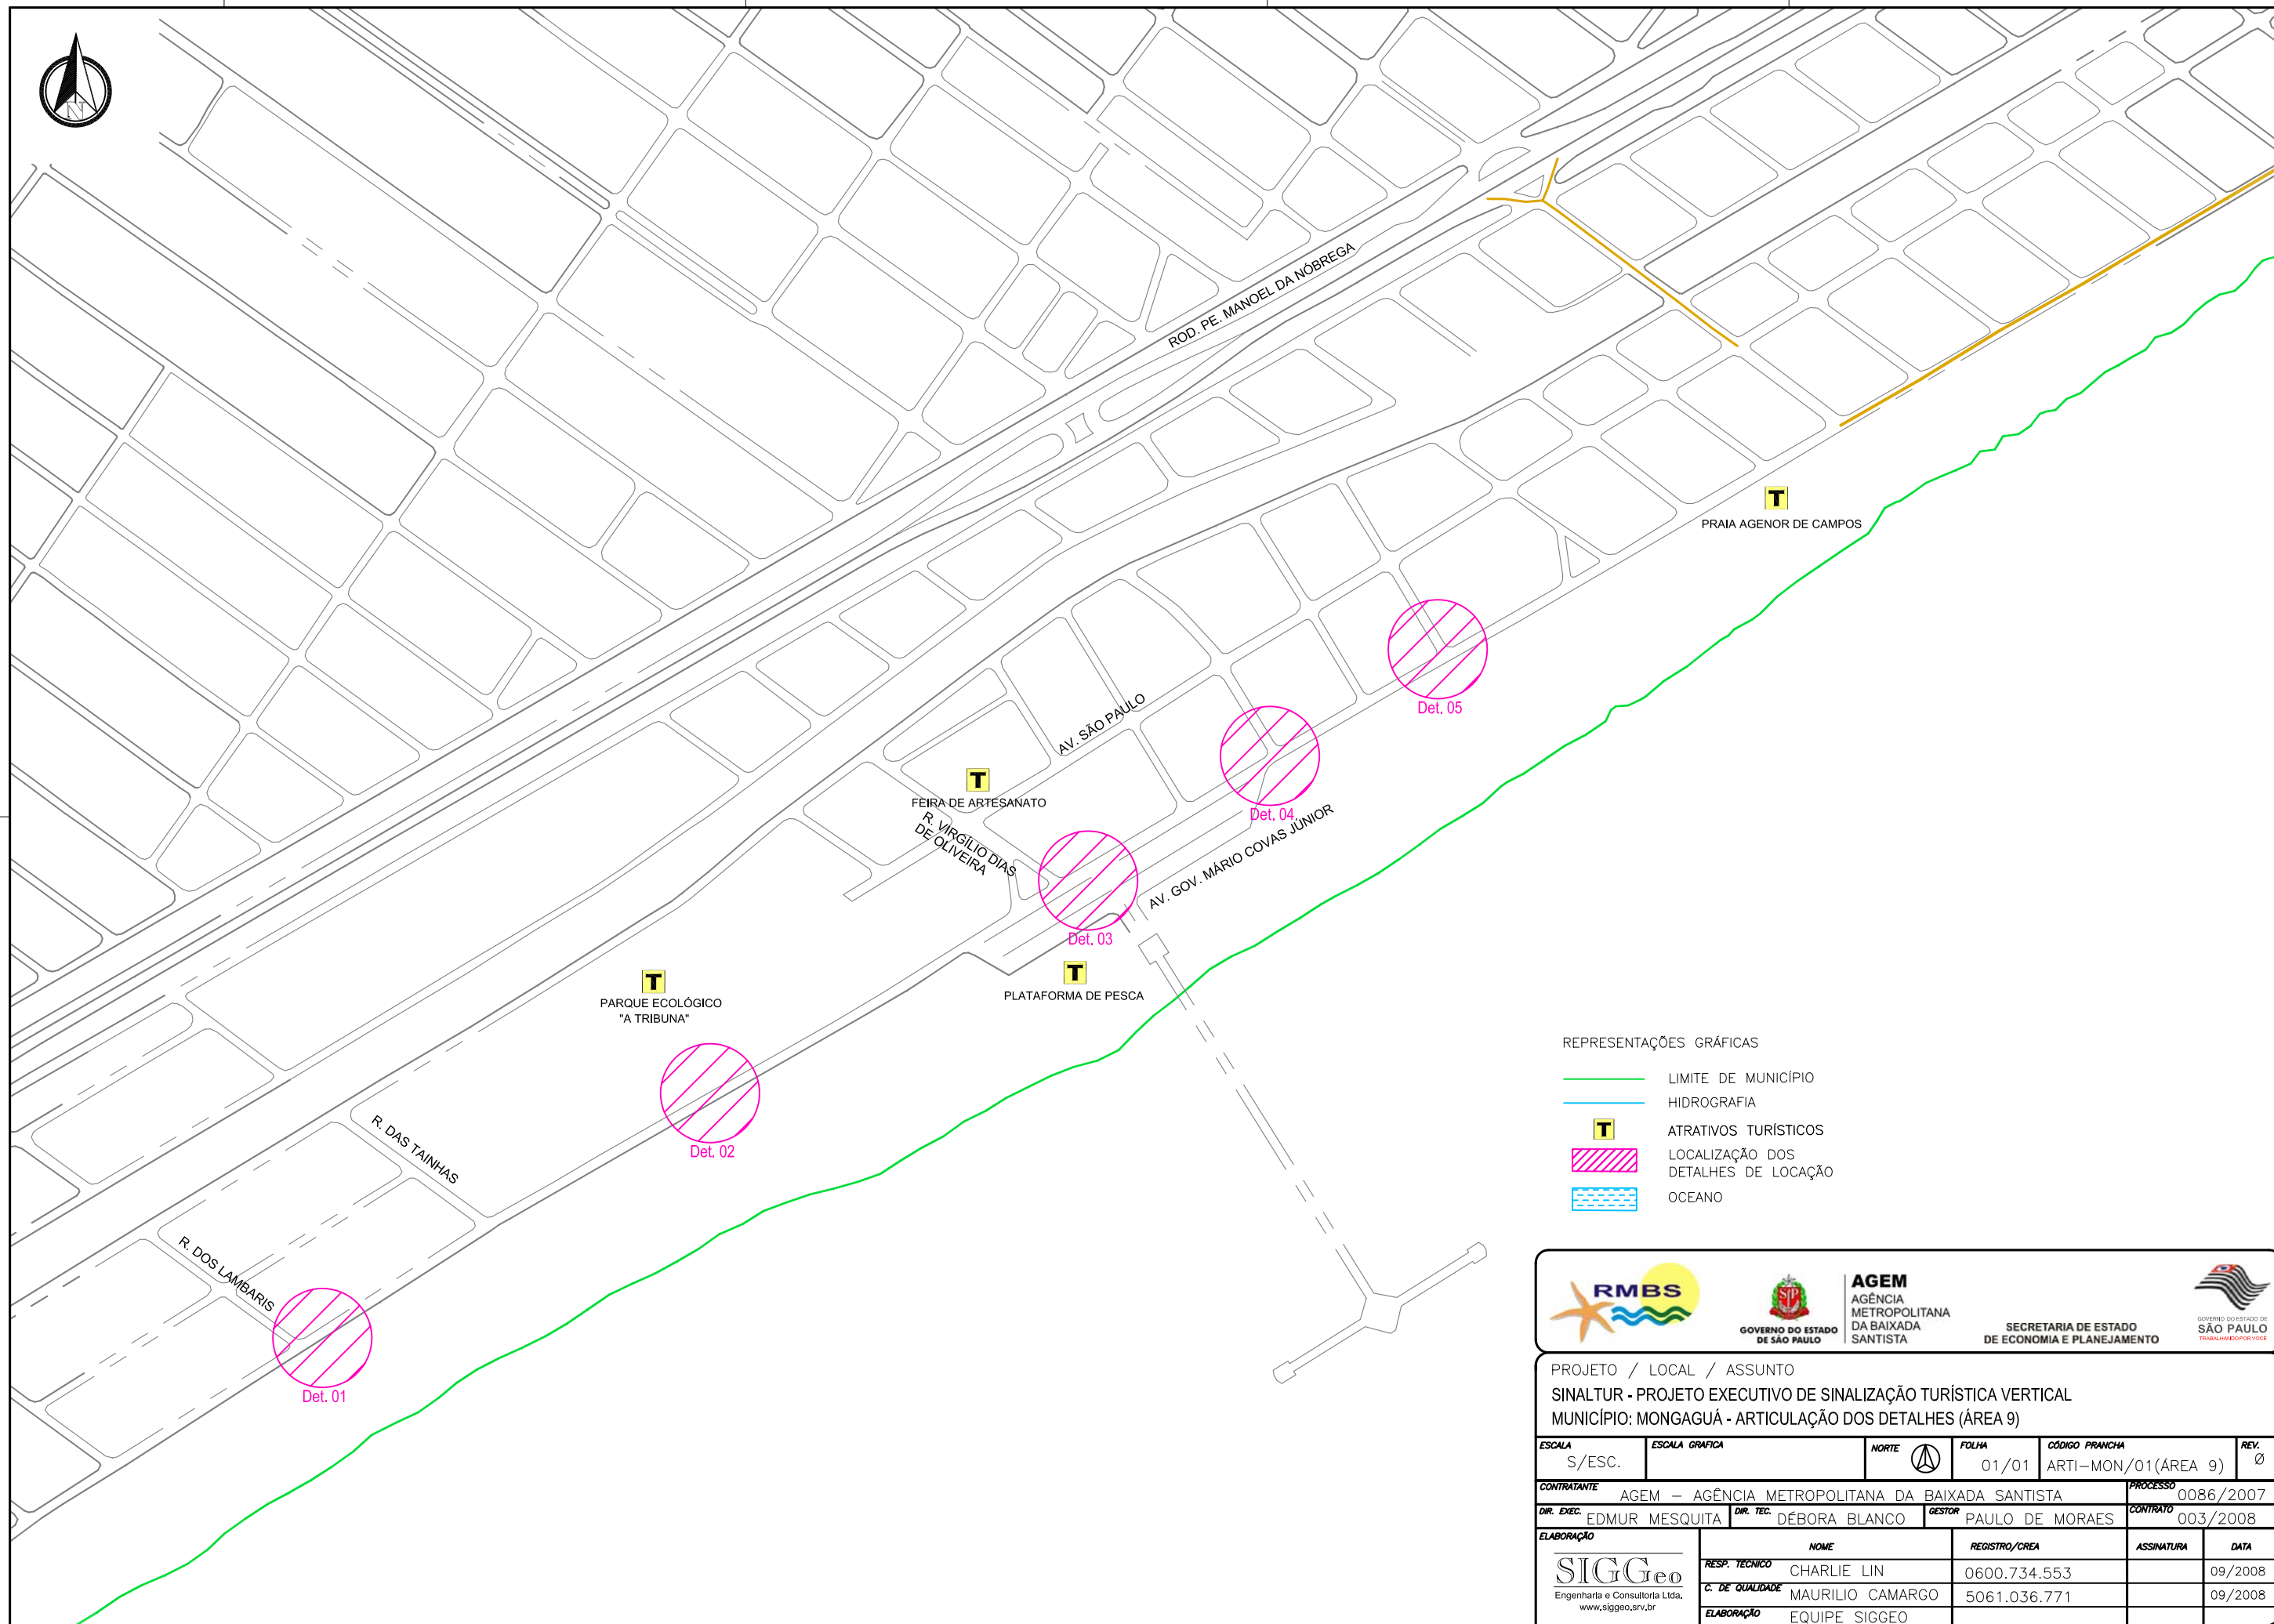 N
ROD. PE. MANOEL DA NÓBREGA
T
PRAIA AGENOR DE CAMPOS
Det. 05
AV. SÃO PAULO
T
FEIRA DE ARTESANATO
Det. 04
R. VIRGÍLIO DIAS
DE OLIVEIRA
AV. GOV. MÁRIO COVAS JÚNIOR
Det. 03
T
PLATAFORMA DE PESCA
T
PARQUE ECOLÓGICO
"A TRIBUNA"
Det. 02
R. DAS TAINHAS
R. DOS LAMBARIS
Det. 01
REPRESENTAÇÕES GRÁFICAS
LIMITE DE MUNICÍPIO
HIDROGRAFIA
T
ATRATIVOS TURÍSTICOS
LOCALIZAÇÃO DOS
DETALHES DE LOCAÇÃO
OCEANO
RMBS
SP
GOVERNO DO ESTADO
DE SÃO PAULO
AGEM
AGÊNCIA
METROPOLITANA
DA BAIXADA
SANTISTA
SECRETARIA DE ESTADO
DE ECONOMIA E PLANEJAMENTO
GOVERNO DO ESTADO DE
SÃO PAULO
TRABALHANDO POR VOCÊ
PROJETO / LOCAL / ASSUNTO
SINALTUR - PROJETO EXECUTIVO DE SINALIZAÇÃO TURÍSTICA VERTICAL
MUNICÍPIO: MONGAGUÁ - ARTICULAÇÃO DOS DETALHES (ÁREA 9)
ESCALA
S/ESC.
ESCALA GRAFICA
NORTE
FOLHA
01/01
CÓDIGO PRANCHA
ARTI-MON/01(ÁREA 9)
REV.
Ø
CONTRATANTE
AGEM - AGÊNCIA METROPOLITANA DA BAIXADA SANTISTA
PROCESSO
0086/2007
DIR. EXEC.
EDMUR MESQUITA
DIR. TEC.
DÉBORA BLANCO
GESTOR
PAULO DE MORAES
CONTRATO
003/2008
ELABORAÇÃO
SIGGeo
Engenharia e Consultoria Ltda.
www.siggeo.srv.br
NOME
REGISTRO/CREA
ASSINATURA
DATA
RESP. TÉCNICO
CHARLIE LIN
0600.734.553
09/2008
C. DE QUALIDADE
MAURILIO CAMARGO
5061.036.771
09/2008
ELABORAÇÃO
EQUIPE SIGGEO